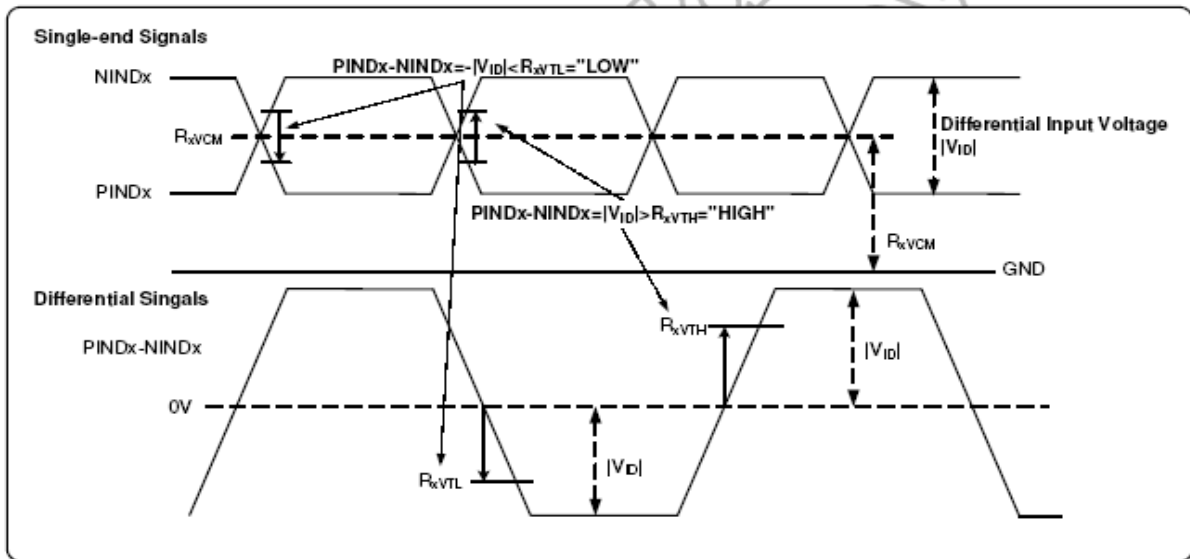 Single-end Signals
PINDx-NINDx=-|VID|<RxVTL="LOW"
NINDx
RxVCM
Differential Input Voltage
|VID|
PINDx
PINDx-NINDx=|VID|>RxVTH="HIGH"
RxVCM
GND
Differential Singals
PINDx-NINDx
RxVTH
|VID|
0V
|VID|
RxVTL